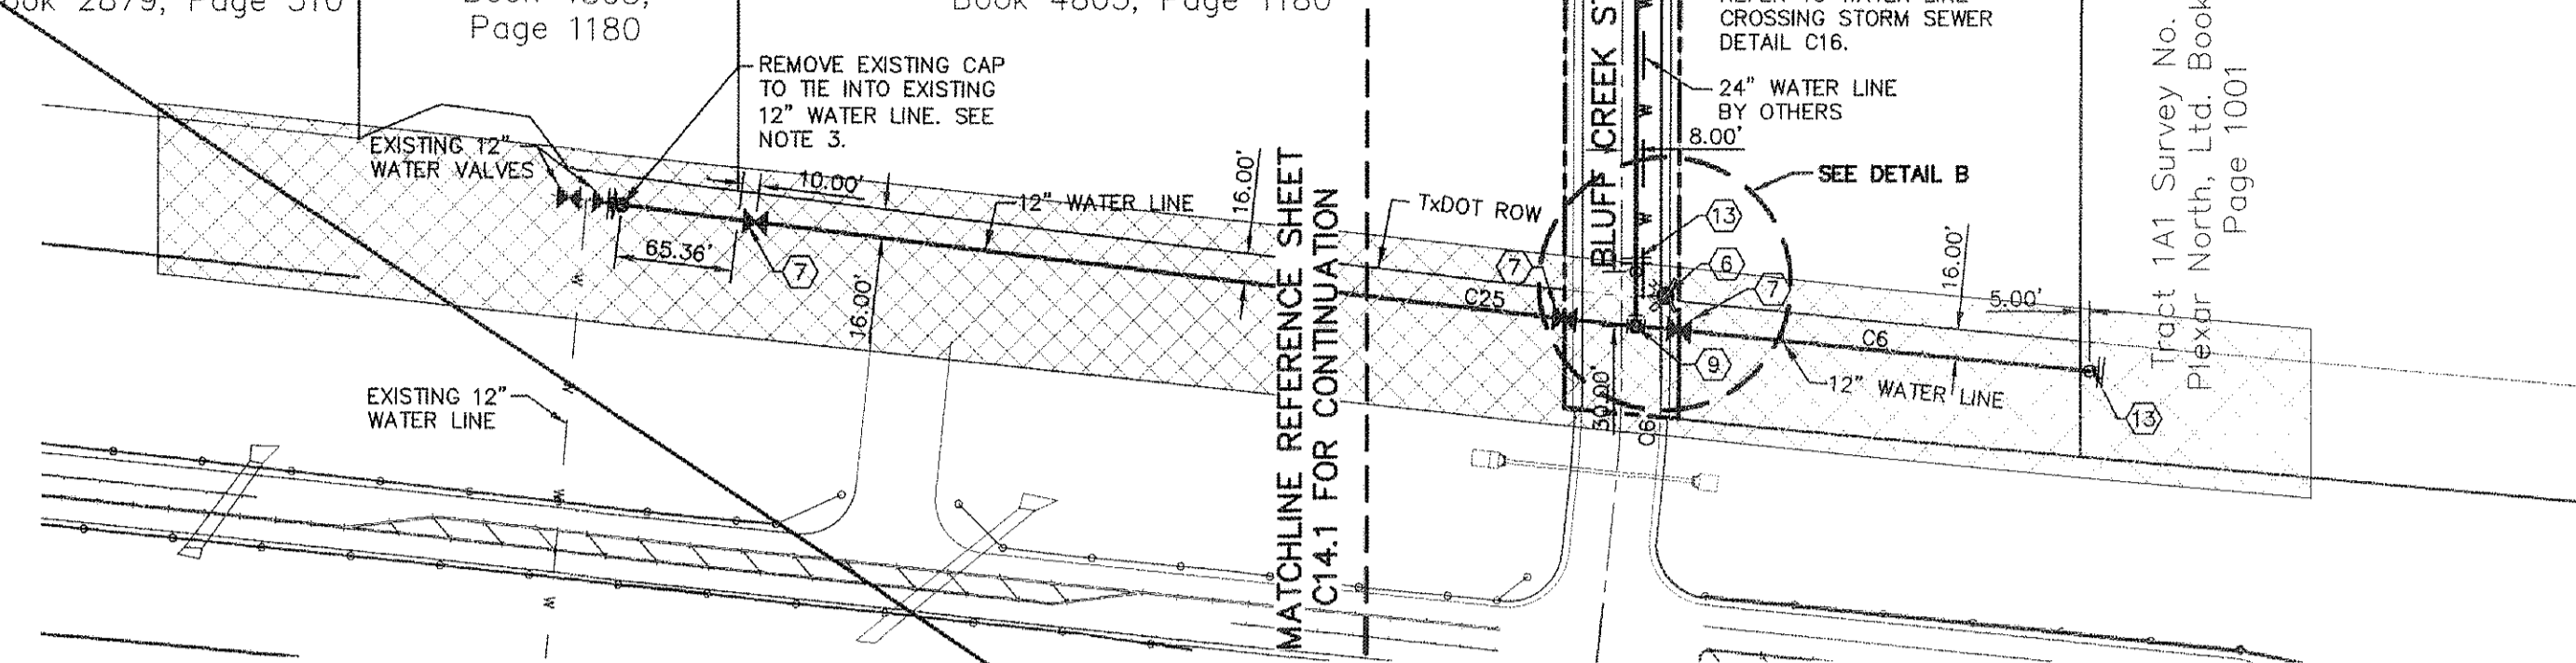 Book 2879, Page 310
Page 1180
Book 4805, Page 1180
REMOVE EXISTING CAP
TO TIE INTO EXISTING
12" WATER LINE. SEE
NOTE 3.
EXISTING 12"
WATER VALVES
10.00'
12" WATER LINE
16.00'
65.36'
7
16.00'
EXISTING 12"
WATER LINE
W
W
W
W
MATCHLINE REFERENCE SHEET
C14.1 FOR CONTINUATION
TxDOT ROW
C25
7
BLUFF CREEK ST
W
W
W
W
CROSSING STORM SEWER
DETAIL C16.
24" WATER LINE
BY OTHERS
8.00'
SEE DETAIL B
13
6
7
9
30.00'
C6
12" WATER LINE
16.00'
5.00'
13
Tract 1A1 Survey No.
Plexar North, Ltd. Book
Page 1001